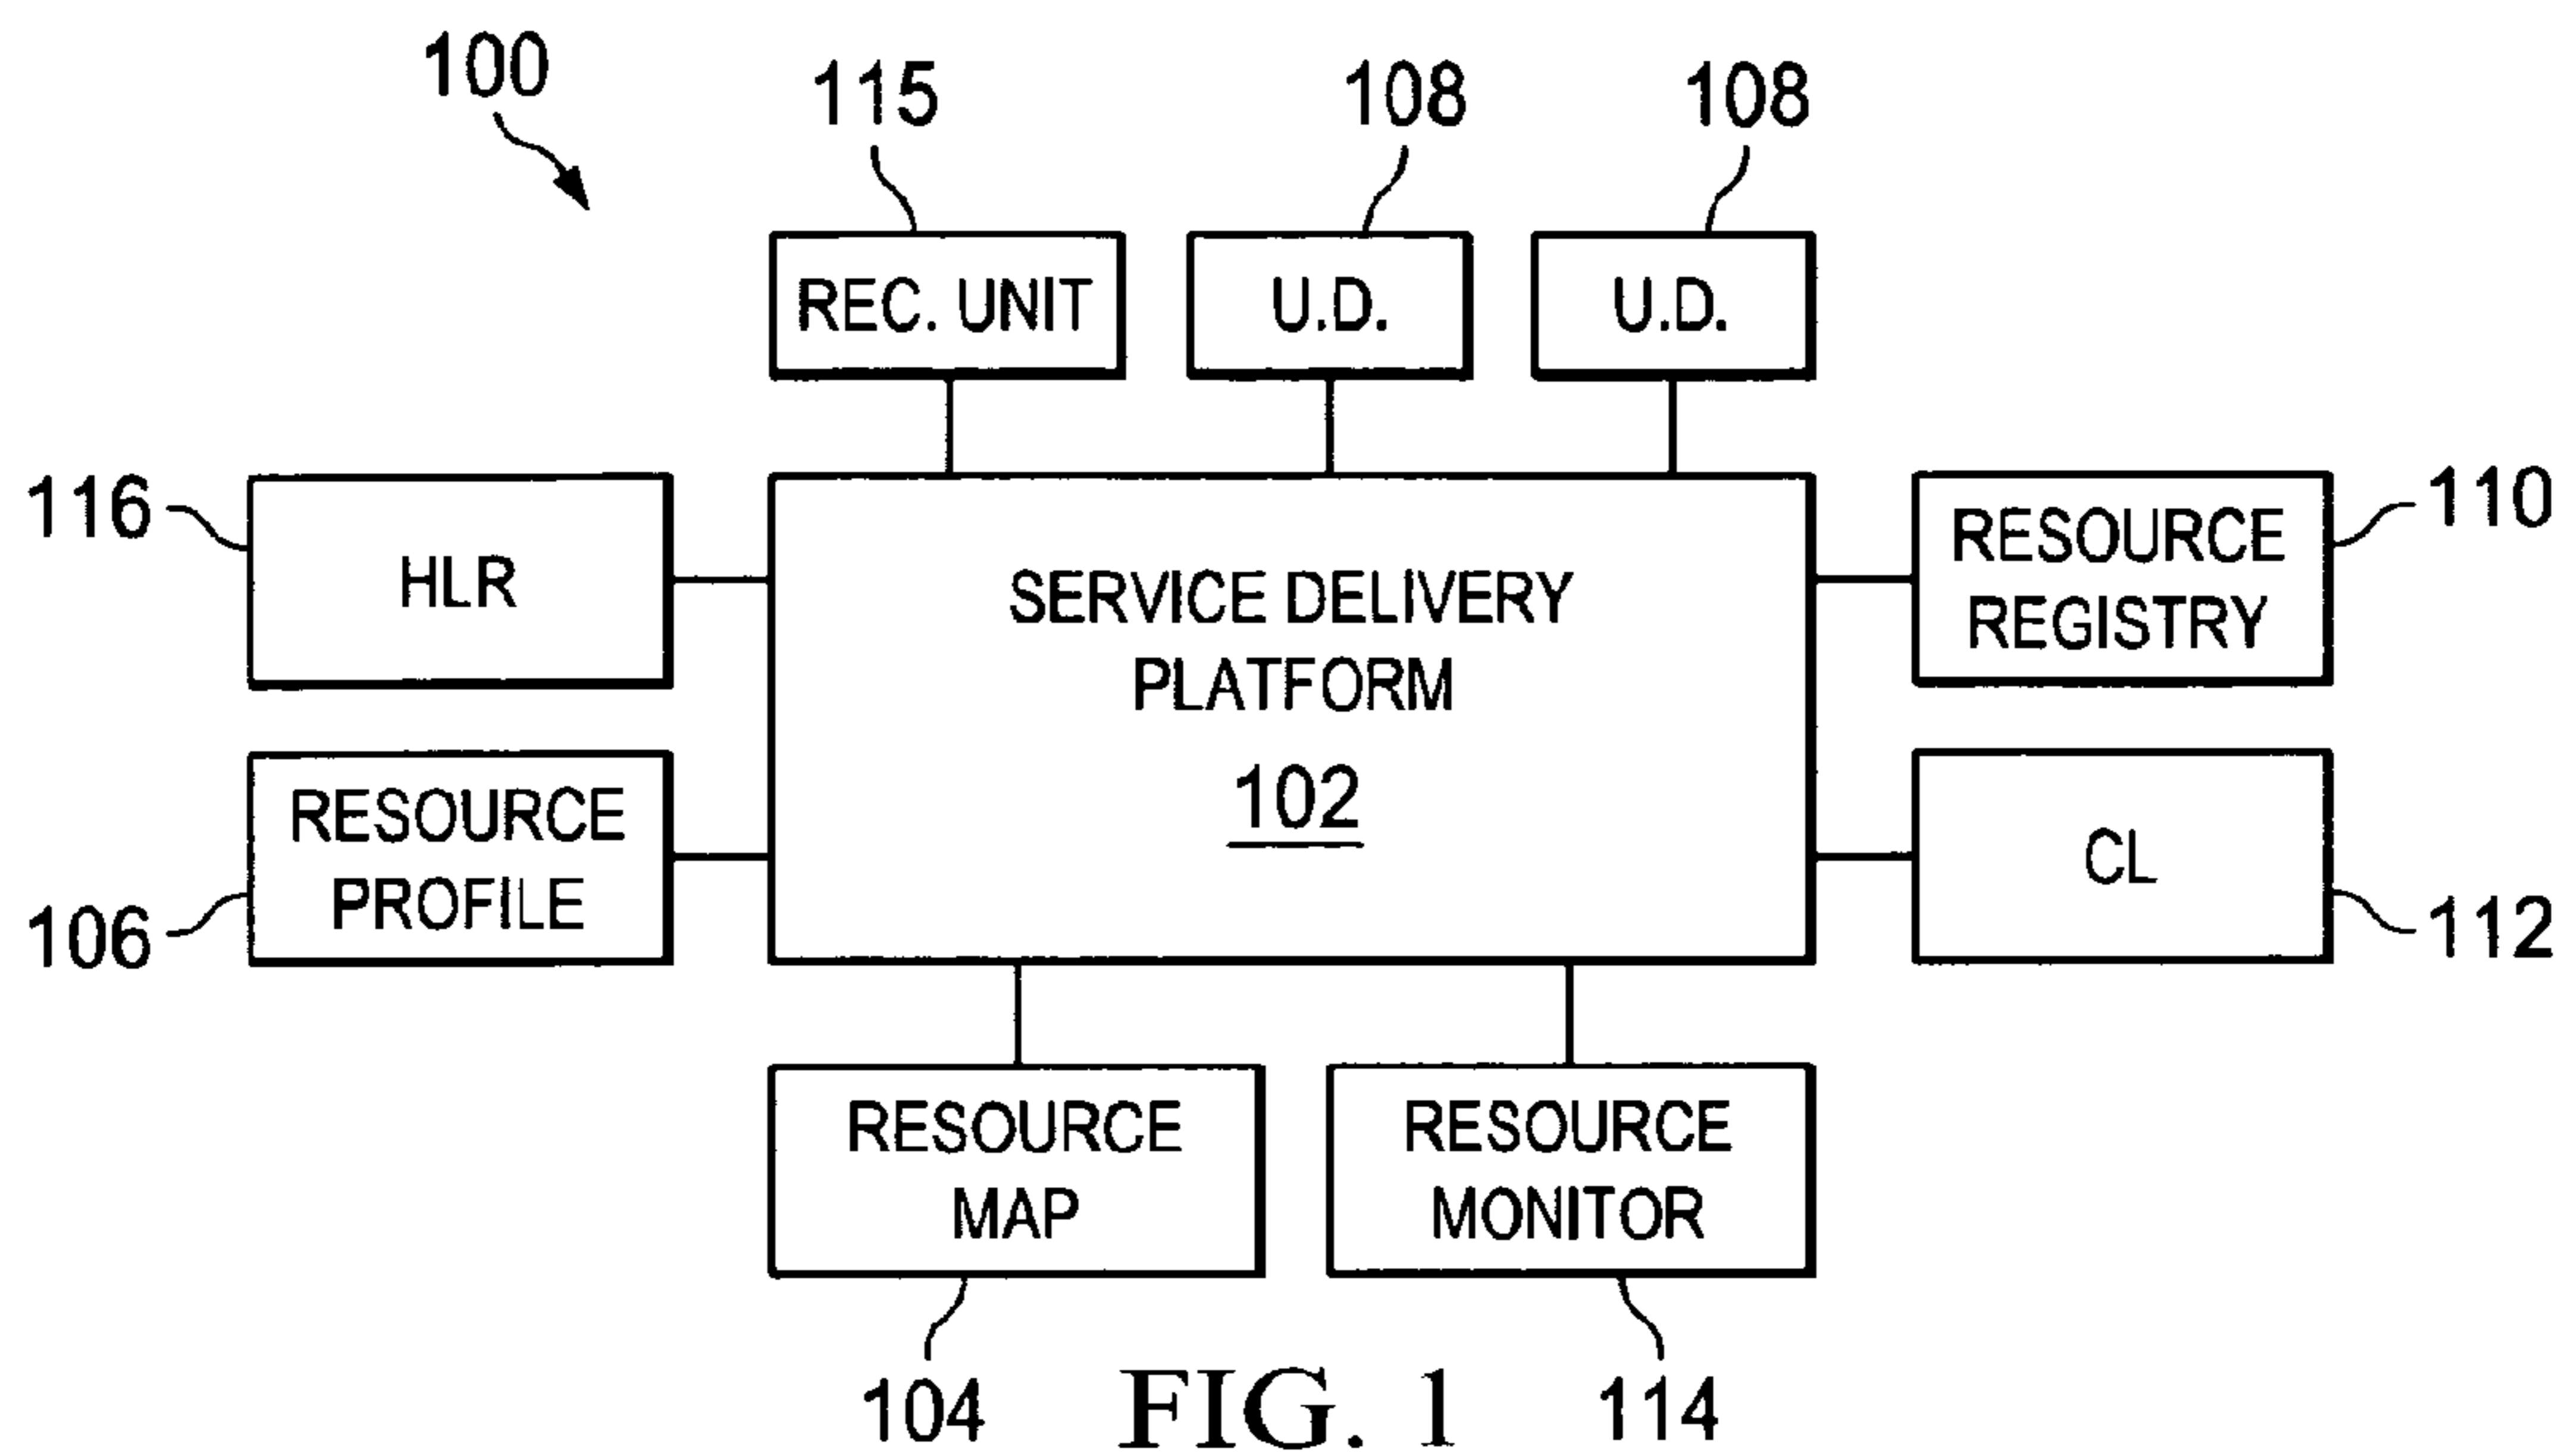 100
115
108
108
REC. UNIT
U.D.
U.D.
116
HLR
SERVICE DELIVERY
PLATFORM
102
RESOURCE
REGISTRY
110
RESOURCE
PROFILE
106
CL
112
RESOURCE
MAP
RESOURCE
MONITOR
104
114
FIG. 1